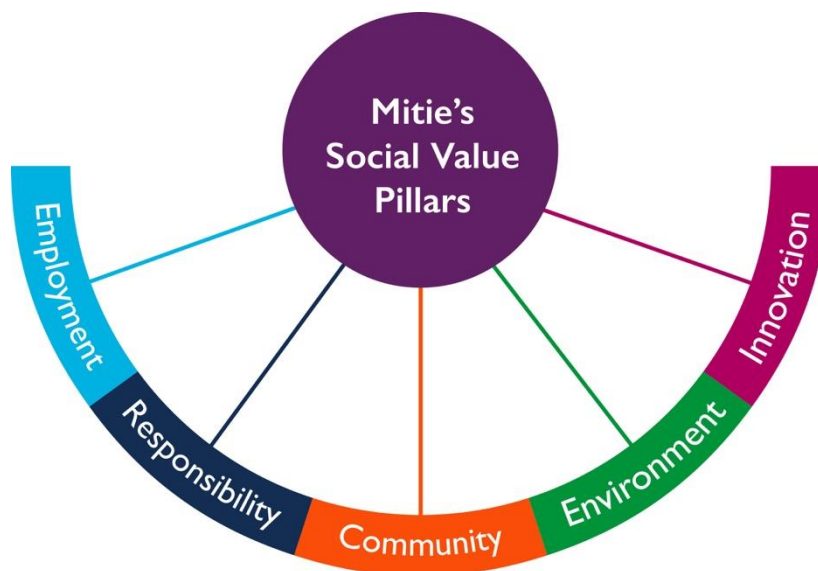 Mitie’s
Social Value
Pillars
Employment
Responsibility
Community
Environment
Innovation